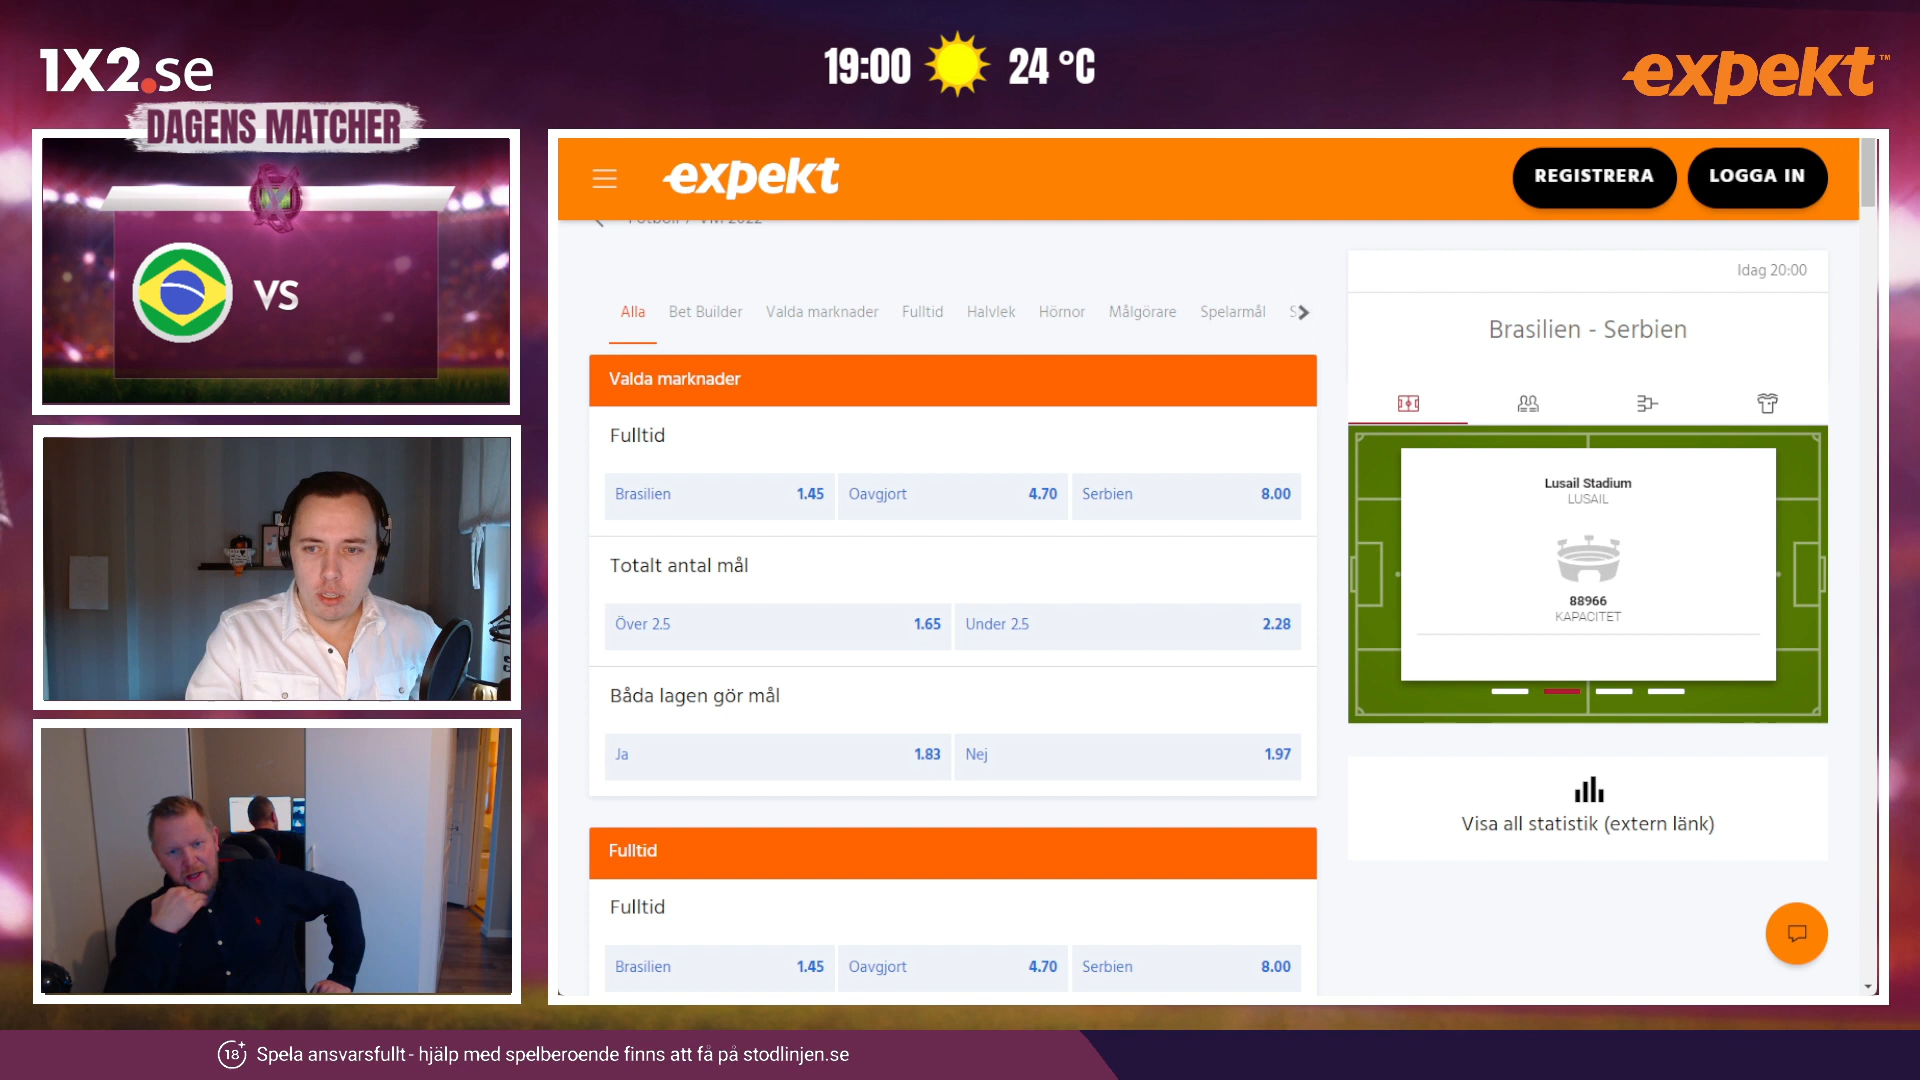 1X2.se
DAGENS MATCHER
19:00
24 °C
expekt™
VS
expekt
REGISTRERA
LOGGA IN
Fotboll / VM 2022
Alla
Bet Builder
Valda marknader
Fulltid
Halvlek
Hörnor
Målgörare
Spelarmål
Valda marknader
Fulltid
Brasilien 1.45
Oavgjort 4.70
Serbien 8.00
Totalt antal mål
Över 2.5 1.65
Under 2.5 2.28
Båda lagen gör mål
Ja 1.83
Nej 1.97
Fulltid
Fulltid
Brasilien 1.45
Oavgjort 4.70
Serbien 8.00
Idag 20:00
Brasilien - Serbien
Lusail Stadium
LUSAIL
88966
KAPACITET
Visa all statistik (extern länk)
18+ Spela ansvarsfullt - hjälp med spelberoende finns att få på stodlinjen.se